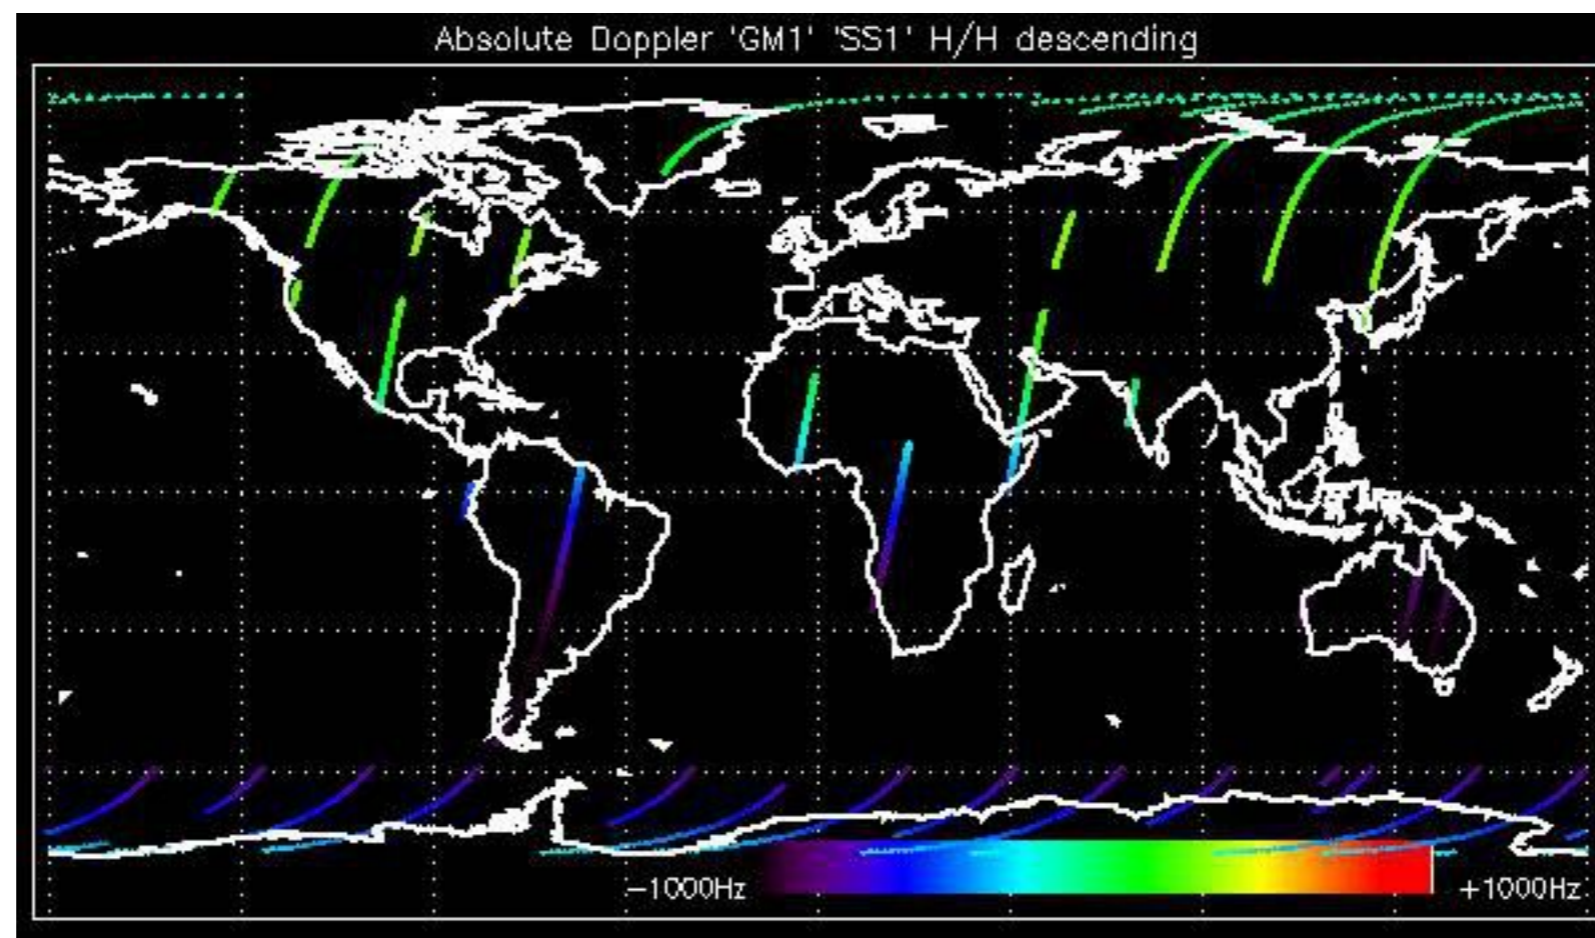 Absolute Doppler 'GM1' 'SS1' H/H descending
−1000Hz
+1000Hz